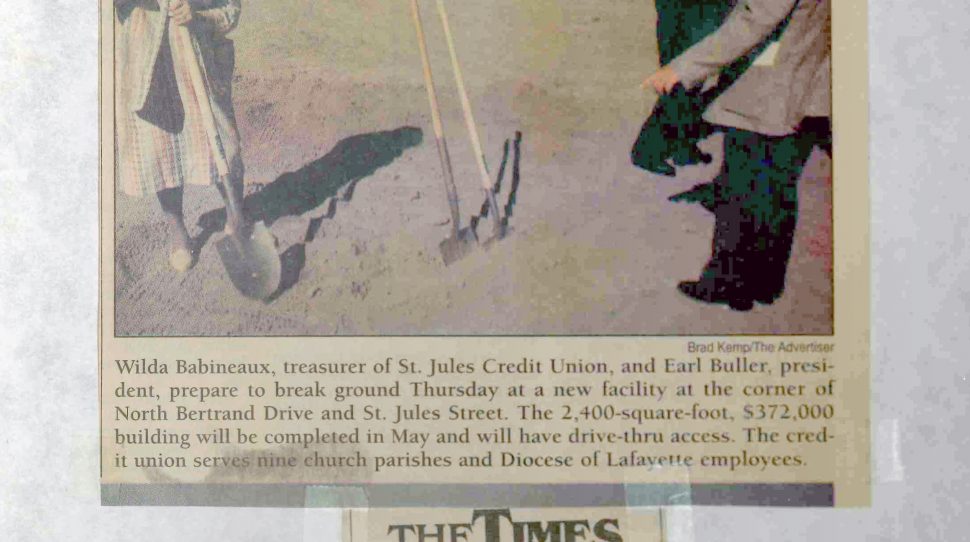 Brad Kemp/The Advertiser
Wilda Babineaux, treasurer of St. Jules Credit Union, and Earl Buller, presi-
dent, prepare to break ground Thursday at a new facility at the corner of
North Bertrand Drive and St. Jules Street. The 2,400-square-foot, $372,000
building will be completed in May and will have drive-thru access. The cred-
it union serves nine church parishes and Diocese of Lafayette employees.
THE TIMES